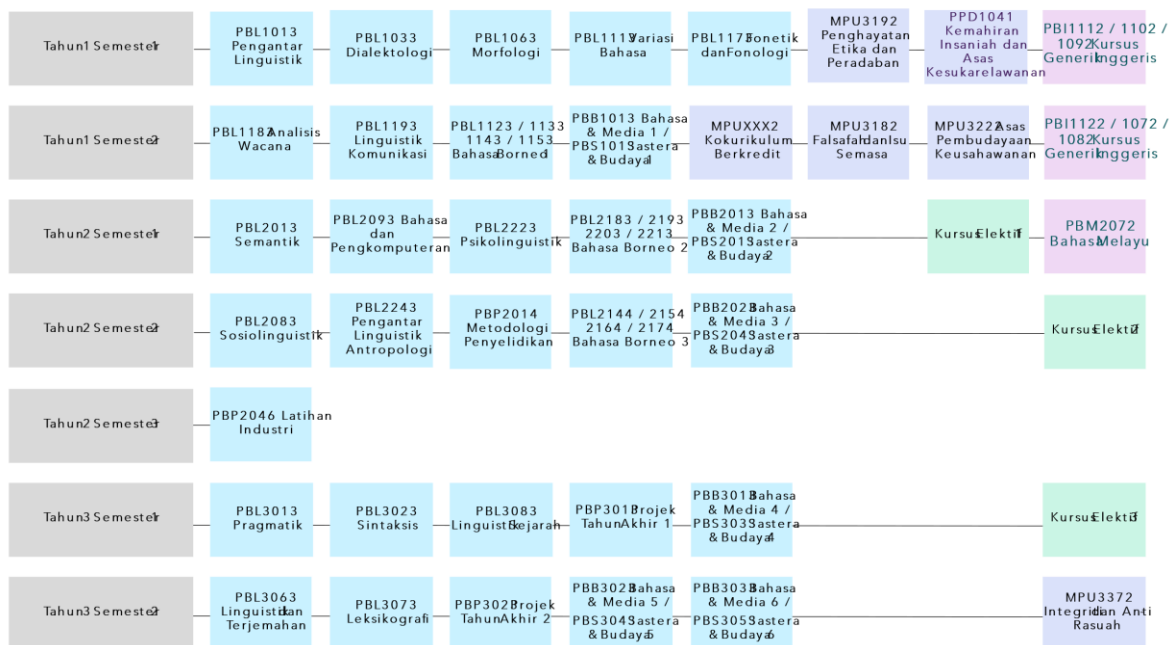 Tahun1 Semester1
PBL1013
Pengantar
Linguistik
PBL1033
Dialektologi
PBL1063
Morfologi
PBL1113 Variasi
Bahasa
PBL1173 Fonetik
dan Fonologi
MPU3192
Penghayatan
Etika dan
Peradaban
PPD1041
Kemahiran
Insaniah dan
Asas
Kesukarelawanan
PBI1112 / 1102 /
1092 Kursus
Generik Inggeris
Tahun1 Semester2
PBL1183 Analisis
Wacana
PBL1193
Linguistik
Komunikasi
PBL1123 / 1133
1143 / 1153
Bahasa Borneo 1
PBB1013 Bahasa
& Media 1 /
PBS1013 Sastera
& Budaya 1
MPUXXX2
Kokurikulum
Berkredit
MPU3182
Falsafah dan Isu
Semasa
MPU3222 Asas
Pembudayaan
Keusahawanan
PBI1122 / 1072 /
1082 Kursus
Generik Inggeris
Tahun2 Semester1
PBL2013
Semantik
PBL2093 Bahasa
dan
Pengkomputeran
PBL2223
Psikolinguistik
PBL2183 / 2193
2203 / 2213
Bahasa Borneo 2
PBB2013 Bahasa
& Media 2 /
PBS2013 Sastera
& Budaya 2
Kursus Elektif 1
PBM2072
Bahasa Melayu
Tahun2 Semester2
PBL2083
Sosiolinguistik
PBL2243
Pengantar
Linguistik
Antropologi
PBP2014
Metodologi
Penyelidikan
PBL2144 / 2154
2164 / 2174
Bahasa Borneo 3
PBB2023 Bahasa
& Media 3 /
PBS2043 Sastera
& Budaya 3
Kursus Elektif 2
Tahun2 Semester3
PBP2046 Latihan
Industri
Tahun3 Semester1
PBL3013
Pragmatik
PBL3023
Sintaksis
PBL3083
Linguistik Sejarah
PBP3013 Projek
Tahun Akhir 1
PBB3013 Bahasa
& Media 4 /
PBS3033 Sastera
& Budaya 4
Kursus Elektif 3
Tahun3 Semester2
PBL3063
Linguistik dan
Terjemahan
PBL3073
Leksikografi
PBP3023 Projek
Tahun Akhir 2
PBB3023 Bahasa
& Media 5 /
PBS3043 Sastera
& Budaya 5
PBB3033 Bahasa
& Media 6 /
PBS3053 Sastera
& Budaya 6
MPU3372
Integriti dan Anti
Rasuah